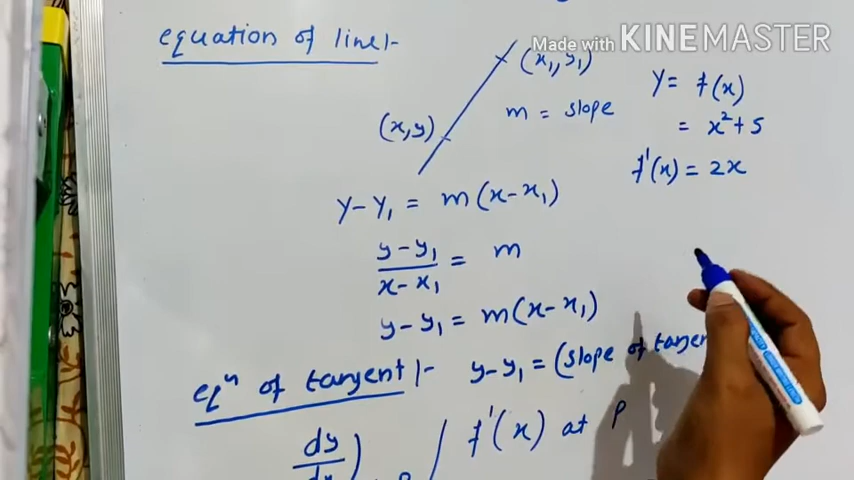 Made with KINEMASTER
equation of line:-
(x₁, y₁)
(x, y)
m = slope
y = f(x)
= x² + 5
f'(x) = 2x
y - y₁ = m(x - x₁)
y - y₁ / x - x₁ = m
y - y₁ = m(x - x₁)
eqⁿ of tangent:- y - y₁ = (slope of
dy
f'(x) at P